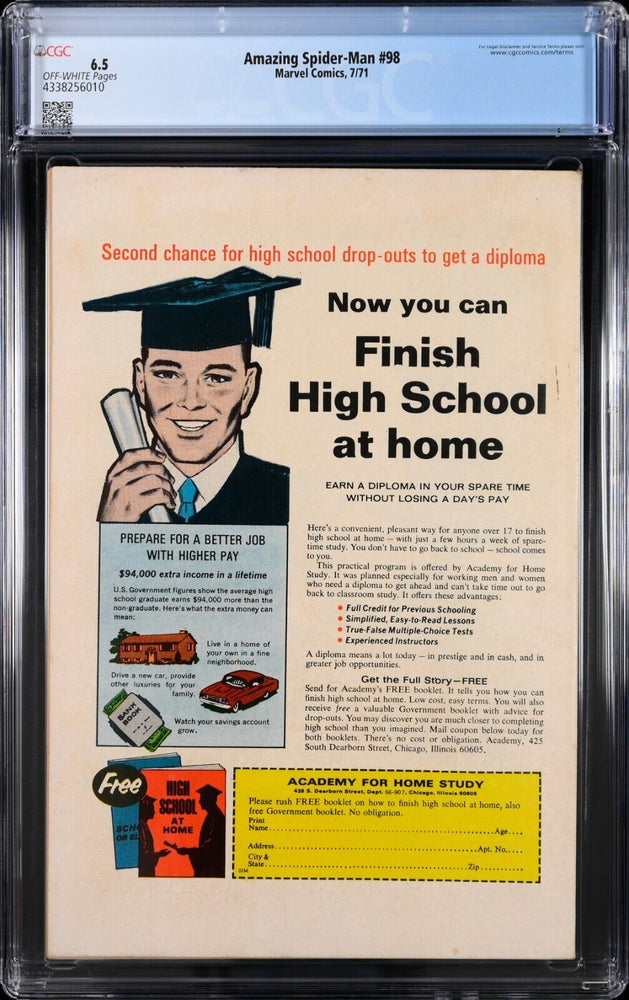 CGC
6.5
OFF-WHITE Pages
4338256010
Amazing Spider-Man #98
Marvel Comics, 7/71
For Legal Disclaimer and Service Terms please visit
www.cgccomics.com/terms
CGC
Second chance for high school drop-outs to get a diploma
Now you can
Finish
High School
at home
EARN A DIPLOMA IN YOUR SPARE TIME
WITHOUT LOSING A DAY'S PAY
PREPARE FOR A BETTER JOB
WITH HIGHER PAY
$94,000 extra income in a lifetime
U.S. Government figures show the average high
school graduate earns $94,000 more than the
non-graduate. Here's what the extra money can
mean:
Live in a home of
your own in a fine
neighborhood.
Drive a new car, provide
other luxuries for your
family.
BANK
BOOK
Watch your savings account
grow.
Here's a convenient, pleasant way for anyone over 17 to finish
high school at home — with just a few hours a week of spare-
time study. You don't have to go back to school — school comes
to you.
This practical program is offered by Academy for Home
Study. It was planned especially for working men and women
who need a diploma to get ahead and can't take time out to go
back to classroom study. It offers these advantages:
• Full Credit for Previous Schooling
• Simplified, Easy-to-Read Lessons
• True-False Multiple-Choice Tests
• Experienced Instructors
A diploma means a lot today — in prestige and in cash, and in
greater job opportunities.
Get the Full Story—FREE
Send for Academy's FREE booklet. It tells you how you can
finish high school at home. Low cost, easy terms. You will also
receive free a valuable Government booklet with advice for
drop-outs. You may discover you are much closer to completing
high school than you imagined. Mail coupon below today for
both booklets. There's no cost or obligation. Academy, 425
South Dearborn Street, Chicago, Illinois 60605.
Free
SCHO
OR EL
HIGH
SCHOOL
AT
HOME
ACADEMY FOR HOME STUDY
425 S. Dearborn Street, Dept. 66-907, Chicago, Illinois 60605
Please rush FREE booklet on how to finish high school at home, also
free Government booklet. No obligation.
Print
Name Age
Address Apt. No.
City &
State Zip